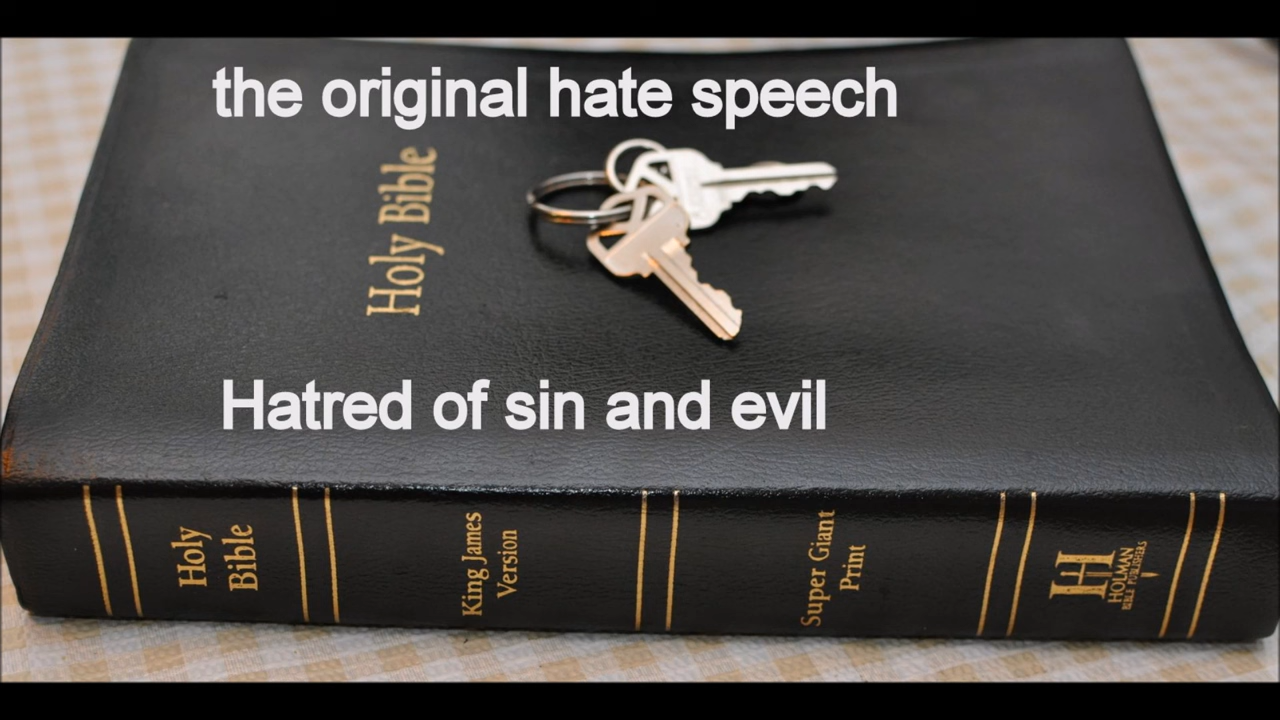 the original hate speech
Holy Bible
Hatred of sin and evil
Holy
Bible
King James
Version
Super Giant
Print
HOLMAN
BIBLE PUBLISHERS